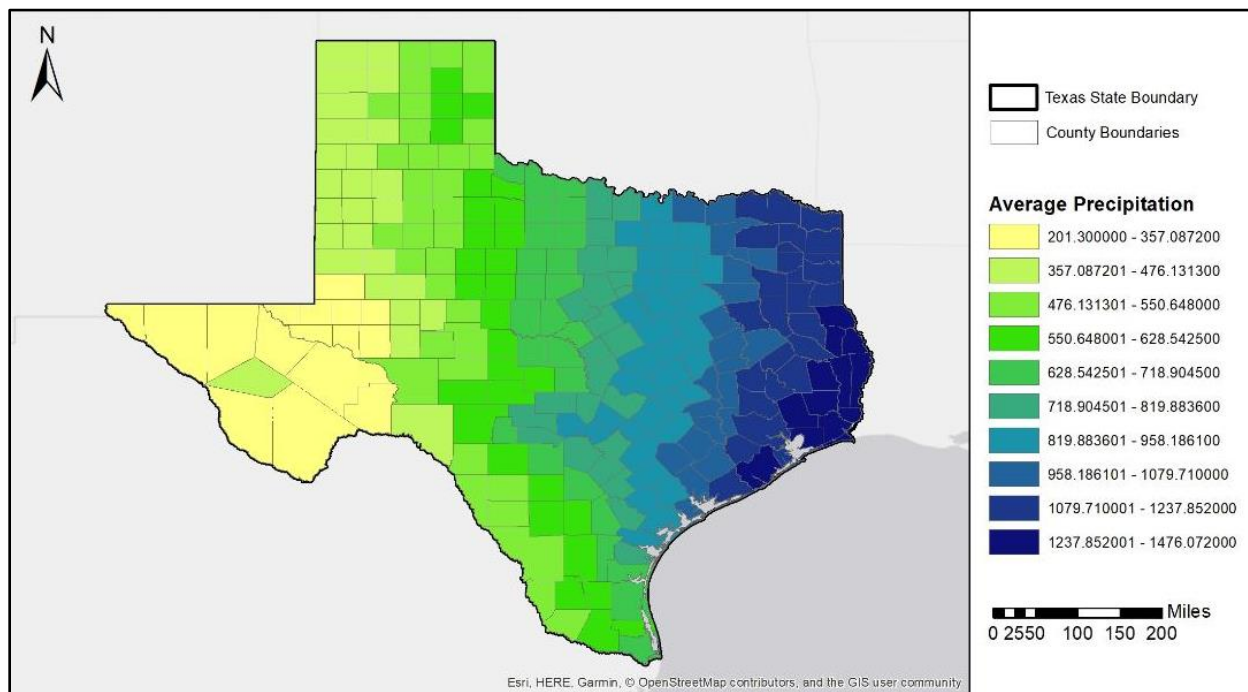 N
Texas State Boundary
County Boundaries
Average Precipitation
201.300000 - 357.087200
357.087201 - 476.131300
476.131301 - 550.648000
550.648001 - 628.542500
628.542501 - 718.904500
718.904501 - 819.883600
819.883601 - 958.186100
958.186101 - 1079.710000
1079.710001 - 1237.852000
1237.852001 - 1476.072000
Miles
0 2550 100 150 200
Esri, HERE, Garmin, © OpenStreetMap contributors, and the GIS user community